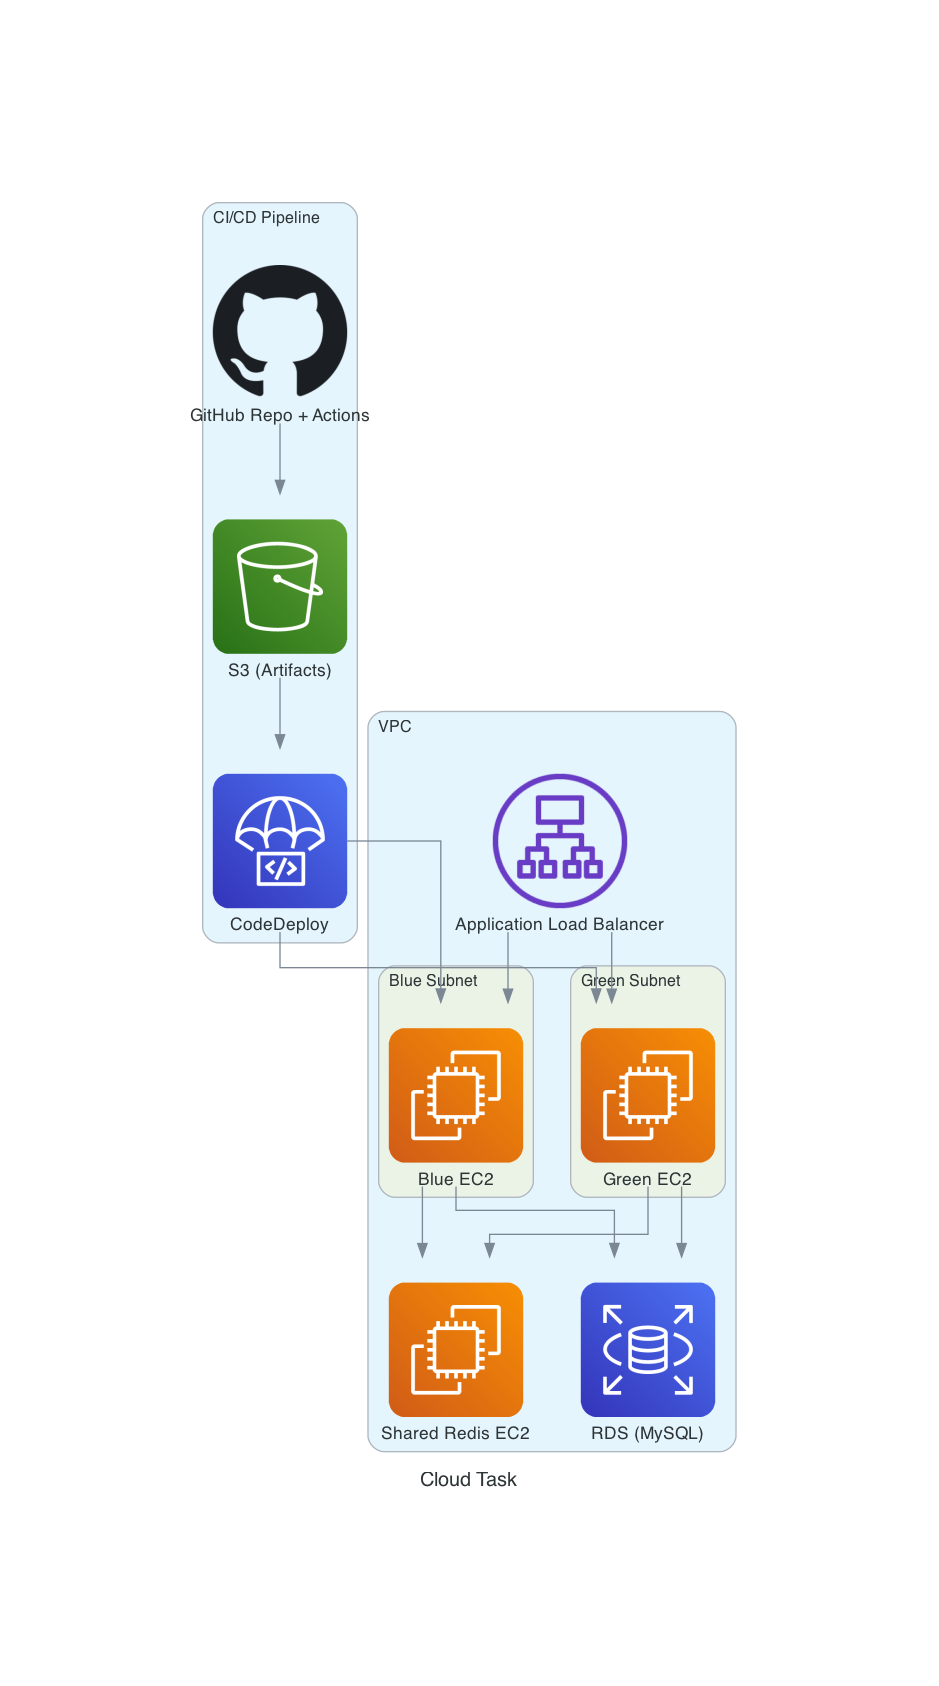 CI/CD Pipeline
GitHub Repo + Actions
S3 (Artifacts)
CodeDeploy
VPC
Application Load Balancer
Blue Subnet
Green Subnet
Blue EC2
Green EC2
Shared Redis EC2
RDS (MySQL)
Cloud Task